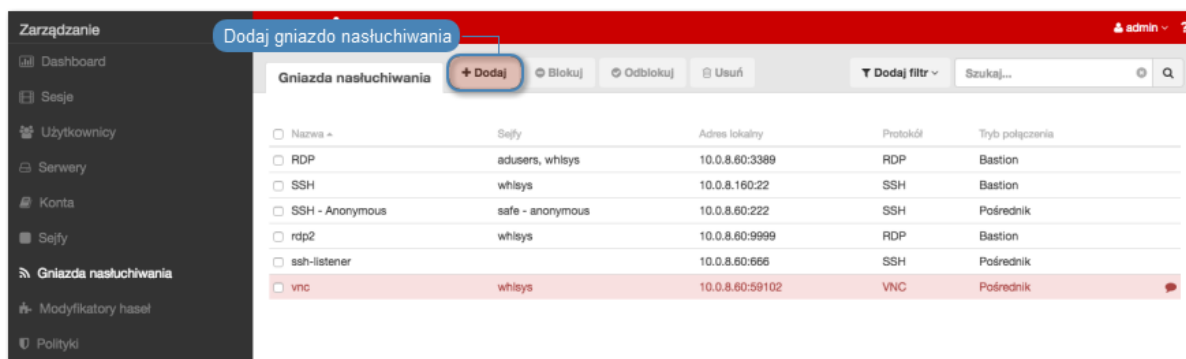 Zarządzanie
Dodaj gniazdo nasłuchiwania
admin
?
Dashboard
Sesje
Użytkownicy
Serwery
Konta
Sejfy
Gniazda nasłuchiwania
Modyfikatory haseł
Polityki
Gniazda nasłuchiwania
+ Dodaj
Blokuj
Odblokuj
Usuń
Dodaj filtr
Szukaj...
Nazwa Sejfy Adres lokalny Protokół Tryb połączenia
RDP adusers, whlsys 10.0.8.60:3389 RDP Bastion
SSH whlsys 10.0.8.160:22 SSH Bastion
SSH - Anonymous safe - anonymous 10.0.8.60:222 SSH Pośrednik
rdp2 whlsys 10.0.8.60:9999 RDP Bastion
ssh-listener 10.0.8.60:666 SSH Pośrednik
vnc whlsys 10.0.8.60:59102 VNC Pośrednik